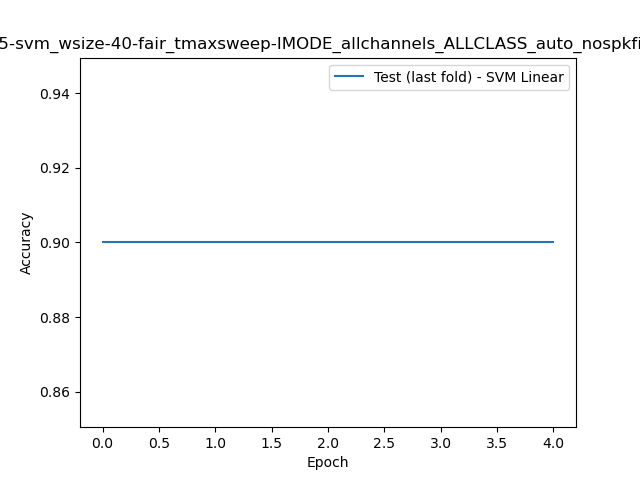 5-svm_wsize-40-fair_tmaxsweep-IMODE_allchannels_ALLCLASS_auto_nospkfi
Test (last fold) - SVM Linear
0.94
0.92
0.90
0.88
0.86
Accuracy
0.0 0.5 1.0 1.5 2.0 2.5 3.0 3.5 4.0
Epoch